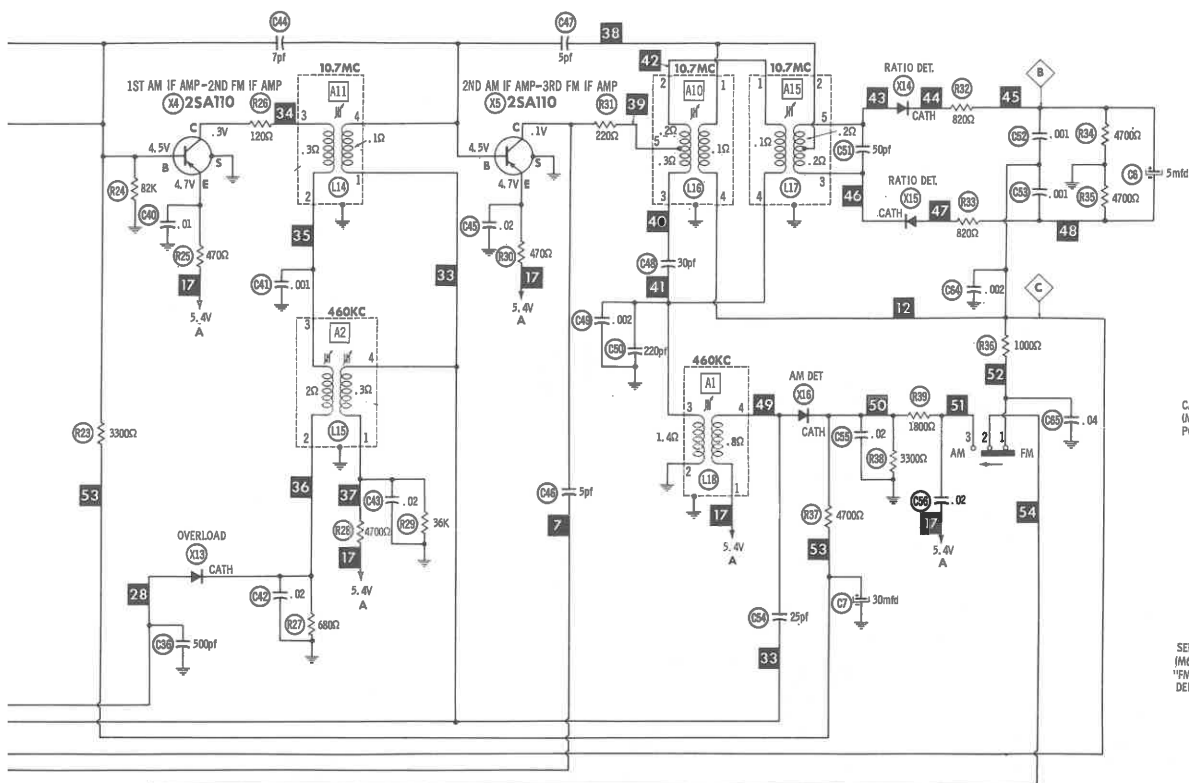 C44
7pf
C47
5pf
38
42
10.7MC
10.7MC
10.7MC
1ST AM IF AMP-2ND FM IF AMP
X4 2SA110
R26
34
120Ω
A11
3
4
.3Ω
.1Ω
2
1
L14
C
.3V
4.5V
B
S
4.7V
E
R24
82K
C40
.01
R25
470Ω
17
5.4V
A
2ND AM IF AMP-3RD FM IF AMP
X5 2SA110
R31
39
220Ω
C
.1V
4.5V
B
S
4.7V
E
C45
.02
R30
470Ω
17
5.4V
A
2
1
A10
.2Ω
5
.3Ω
.1Ω
L16
3
4
1
2
A15
5
.1Ω
.2Ω
.2Ω
L17
4
3
RATIO DET.
X14
43
44
CATH
R32
45
820Ω
B
C51
50pf
C52
.001
R34
4700Ω
C6
5mfd
C53
.001
R35
4700Ω
RATIO DET.
X15
46
CATH
47
R33
820Ω
48
35
C41
.001
33
40
C48
30pf
41
C49
.002
C50
220pf
C64
.002
C
12
460KC
A2
3
4
2Ω
.3Ω
L15
2
1
460KC
A1
3
4
1.4Ω
.8Ω
2
1
L18
17
5.4V
A
49
AM DET
X16
CATH
50
R39
51
1800Ω
R36
1000Ω
52
C55
.02
R38
3300Ω
3
2
1
AM
FM
C65
.04
C56
.02
17
5.4V
A
54
R23
3300Ω
53
36
37
C43
.02
R29
36K
R28
4700Ω
17
5.4V
A
C46
5pf
7
R37
4700Ω
53
C7
30mfd
C54
25pf
33
OVERLOAD
X13
CATH
28
C42
.02
R27
680Ω
C36
500pf